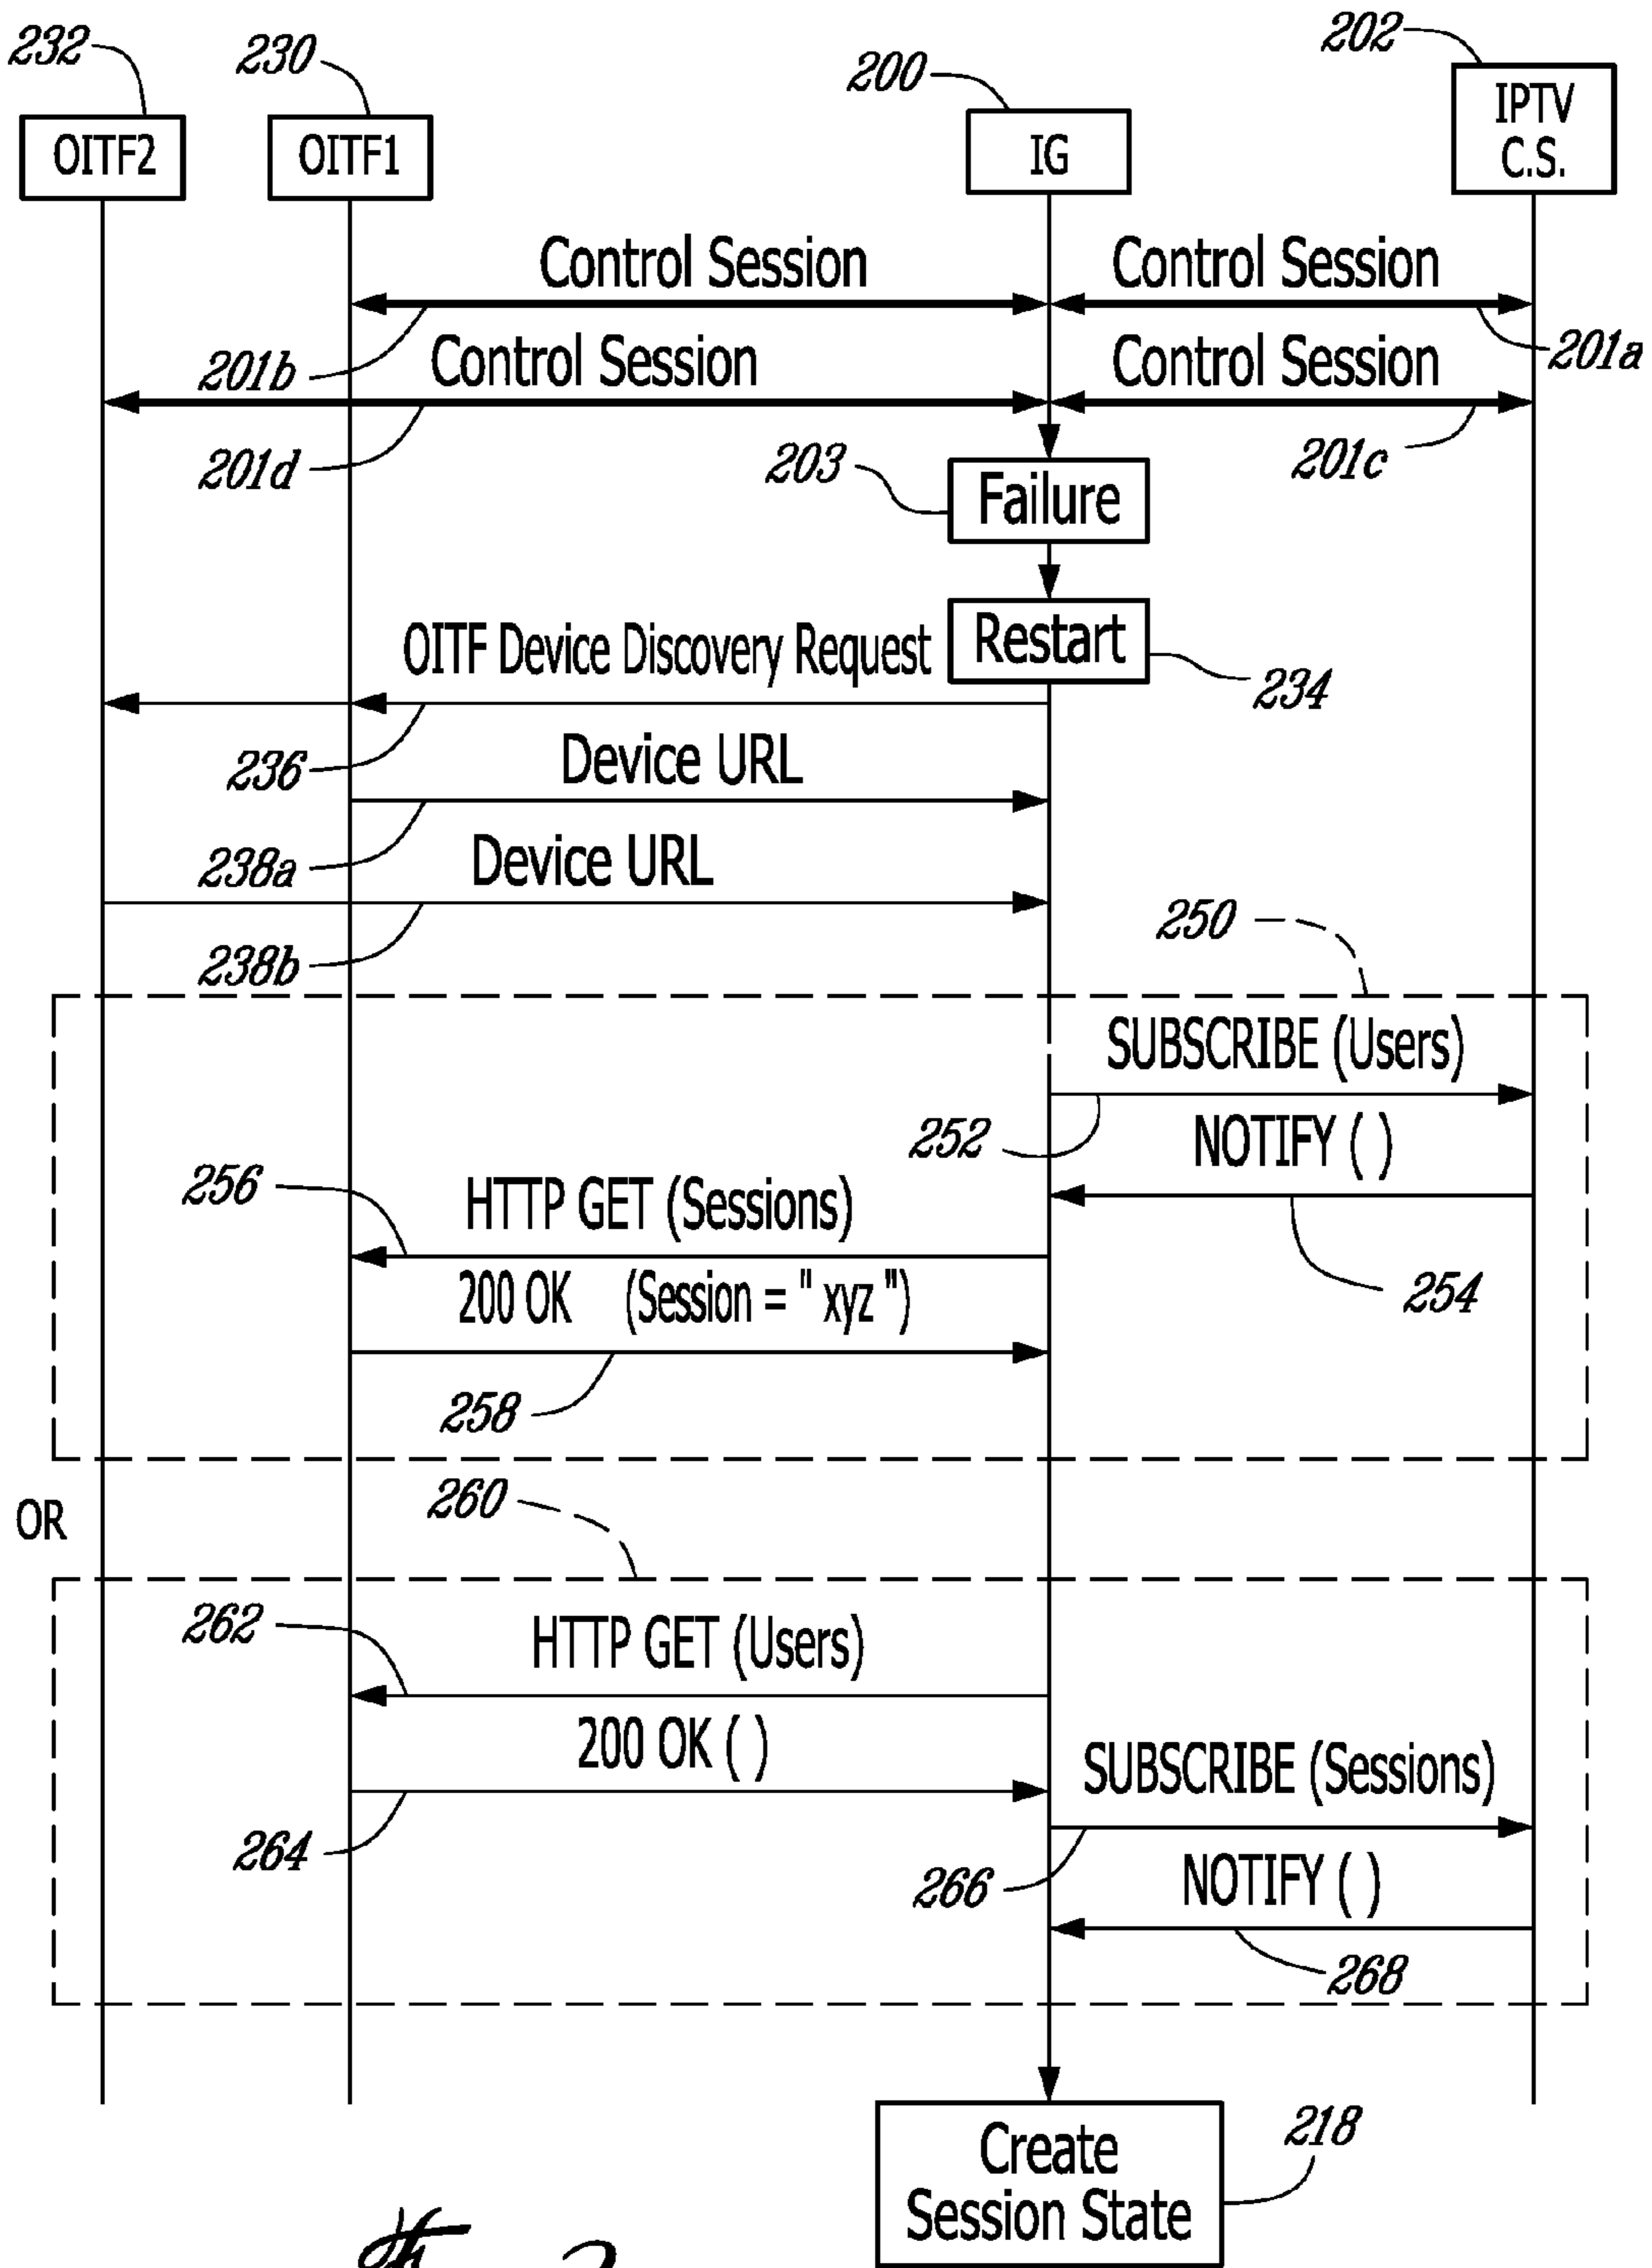 232
230
200
202
OITF2
OITF1
IG
IPTV
C.S.
Control Session
Control Session
201b
Control Session
Control Session
201a
201d
203
201c
Failure
OITF Device Discovery Request
Restart
234
236
Device URL
238a
Device URL
250
238b
SUBSCRIBE (Users)
252
NOTIFY ( )
256
HTTP GET (Sessions)
200 OK (Session = " xyz ")
254
258
260
OR
262
HTTP GET (Users)
200 OK ( )
SUBSCRIBE (Sessions)
264
266
NOTIFY ( )
268
Create
Session State
218